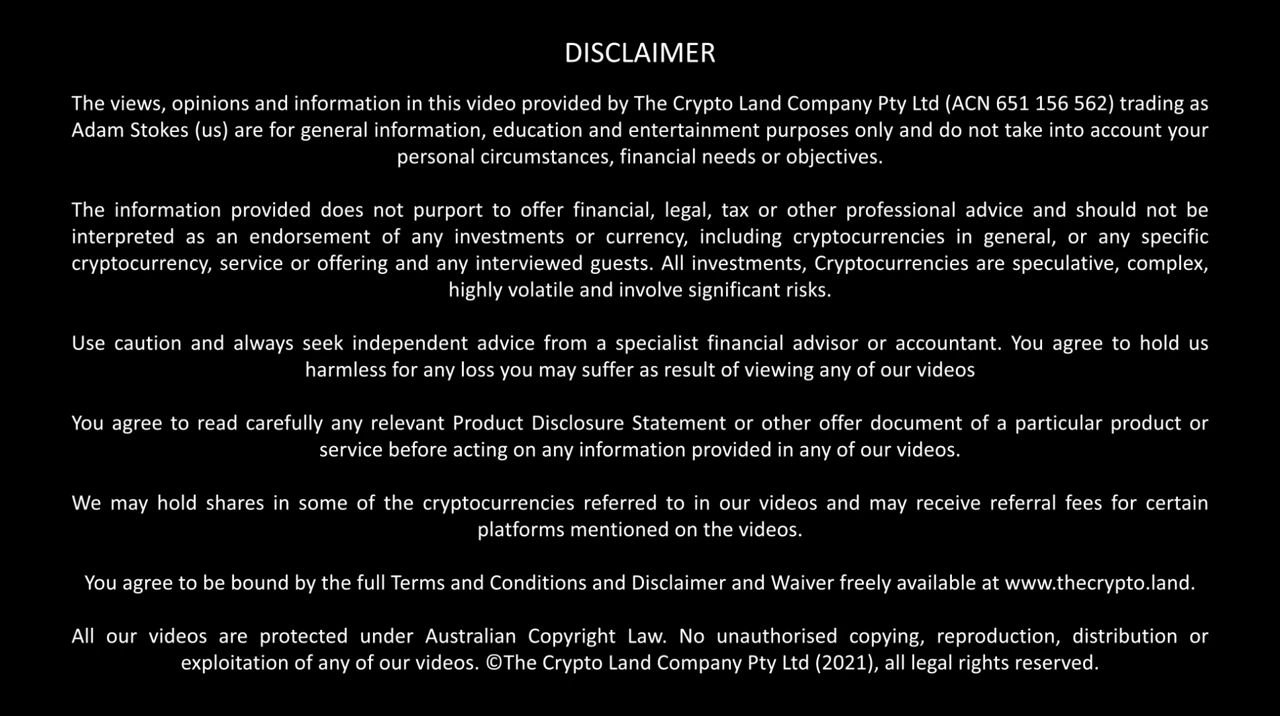 DISCLAIMER
The views, opinions and information in this video provided by The Crypto Land Company Pty Ltd (ACN 651 156 562) trading as
Adam Stokes (us) are for general information, education and entertainment purposes only and do not take into account your
personal circumstances, financial needs or objectives.
The information provided does not purport to offer financial, legal, tax or other professional advice and should not be
interpreted as an endorsement of any investments or currency, including cryptocurrencies in general, or any specific
cryptocurrency, service or offering and any interviewed guests. All investments, Cryptocurrencies are speculative, complex,
highly volatile and involve significant risks.
Use caution and always seek independent advice from a specialist financial advisor or accountant. You agree to hold us
harmless for any loss you may suffer as result of viewing any of our videos
You agree to read carefully any relevant Product Disclosure Statement or other offer document of a particular product or
service before acting on any information provided in any of our videos.
We may hold shares in some of the cryptocurrencies referred to in our videos and may receive referral fees for certain
platforms mentioned on the videos.
You agree to be bound by the full Terms and Conditions and Disclaimer and Waiver freely available at www.thecrypto.land.
All our videos are protected under Australian Copyright Law. No unauthorised copying, reproduction, distribution or
exploitation of any of our videos. ©The Crypto Land Company Pty Ltd (2021), all legal rights reserved.